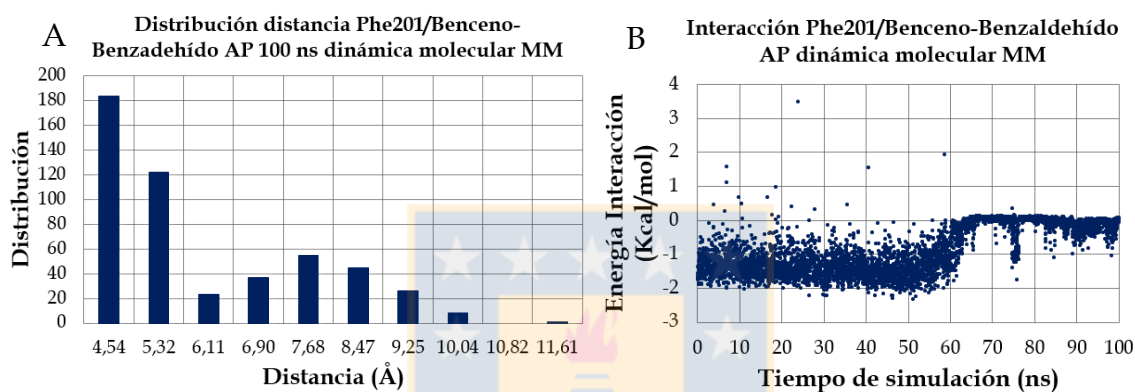 A
Distribución distancia Phe201/Benceno-
Benzadehído AP 100 ns dinámica molecular MM
200
180
160
140
120
100
80
60
40
20
0
Distribución
4,54 5,32 6,11 6,90 7,68 8,47 9,25 10,04 10,82 11,61
Distancia (Å)
B
Interacción Phe201/Benceno-Benzaldehído
AP dinámica molecular MM
4
3
2
1
0
-1
-2
-3
Energía Interacción
(Kcal/mol)
0 10 20 30 40 50 60 70 80 90 100
Tiempo de simulación (ns)